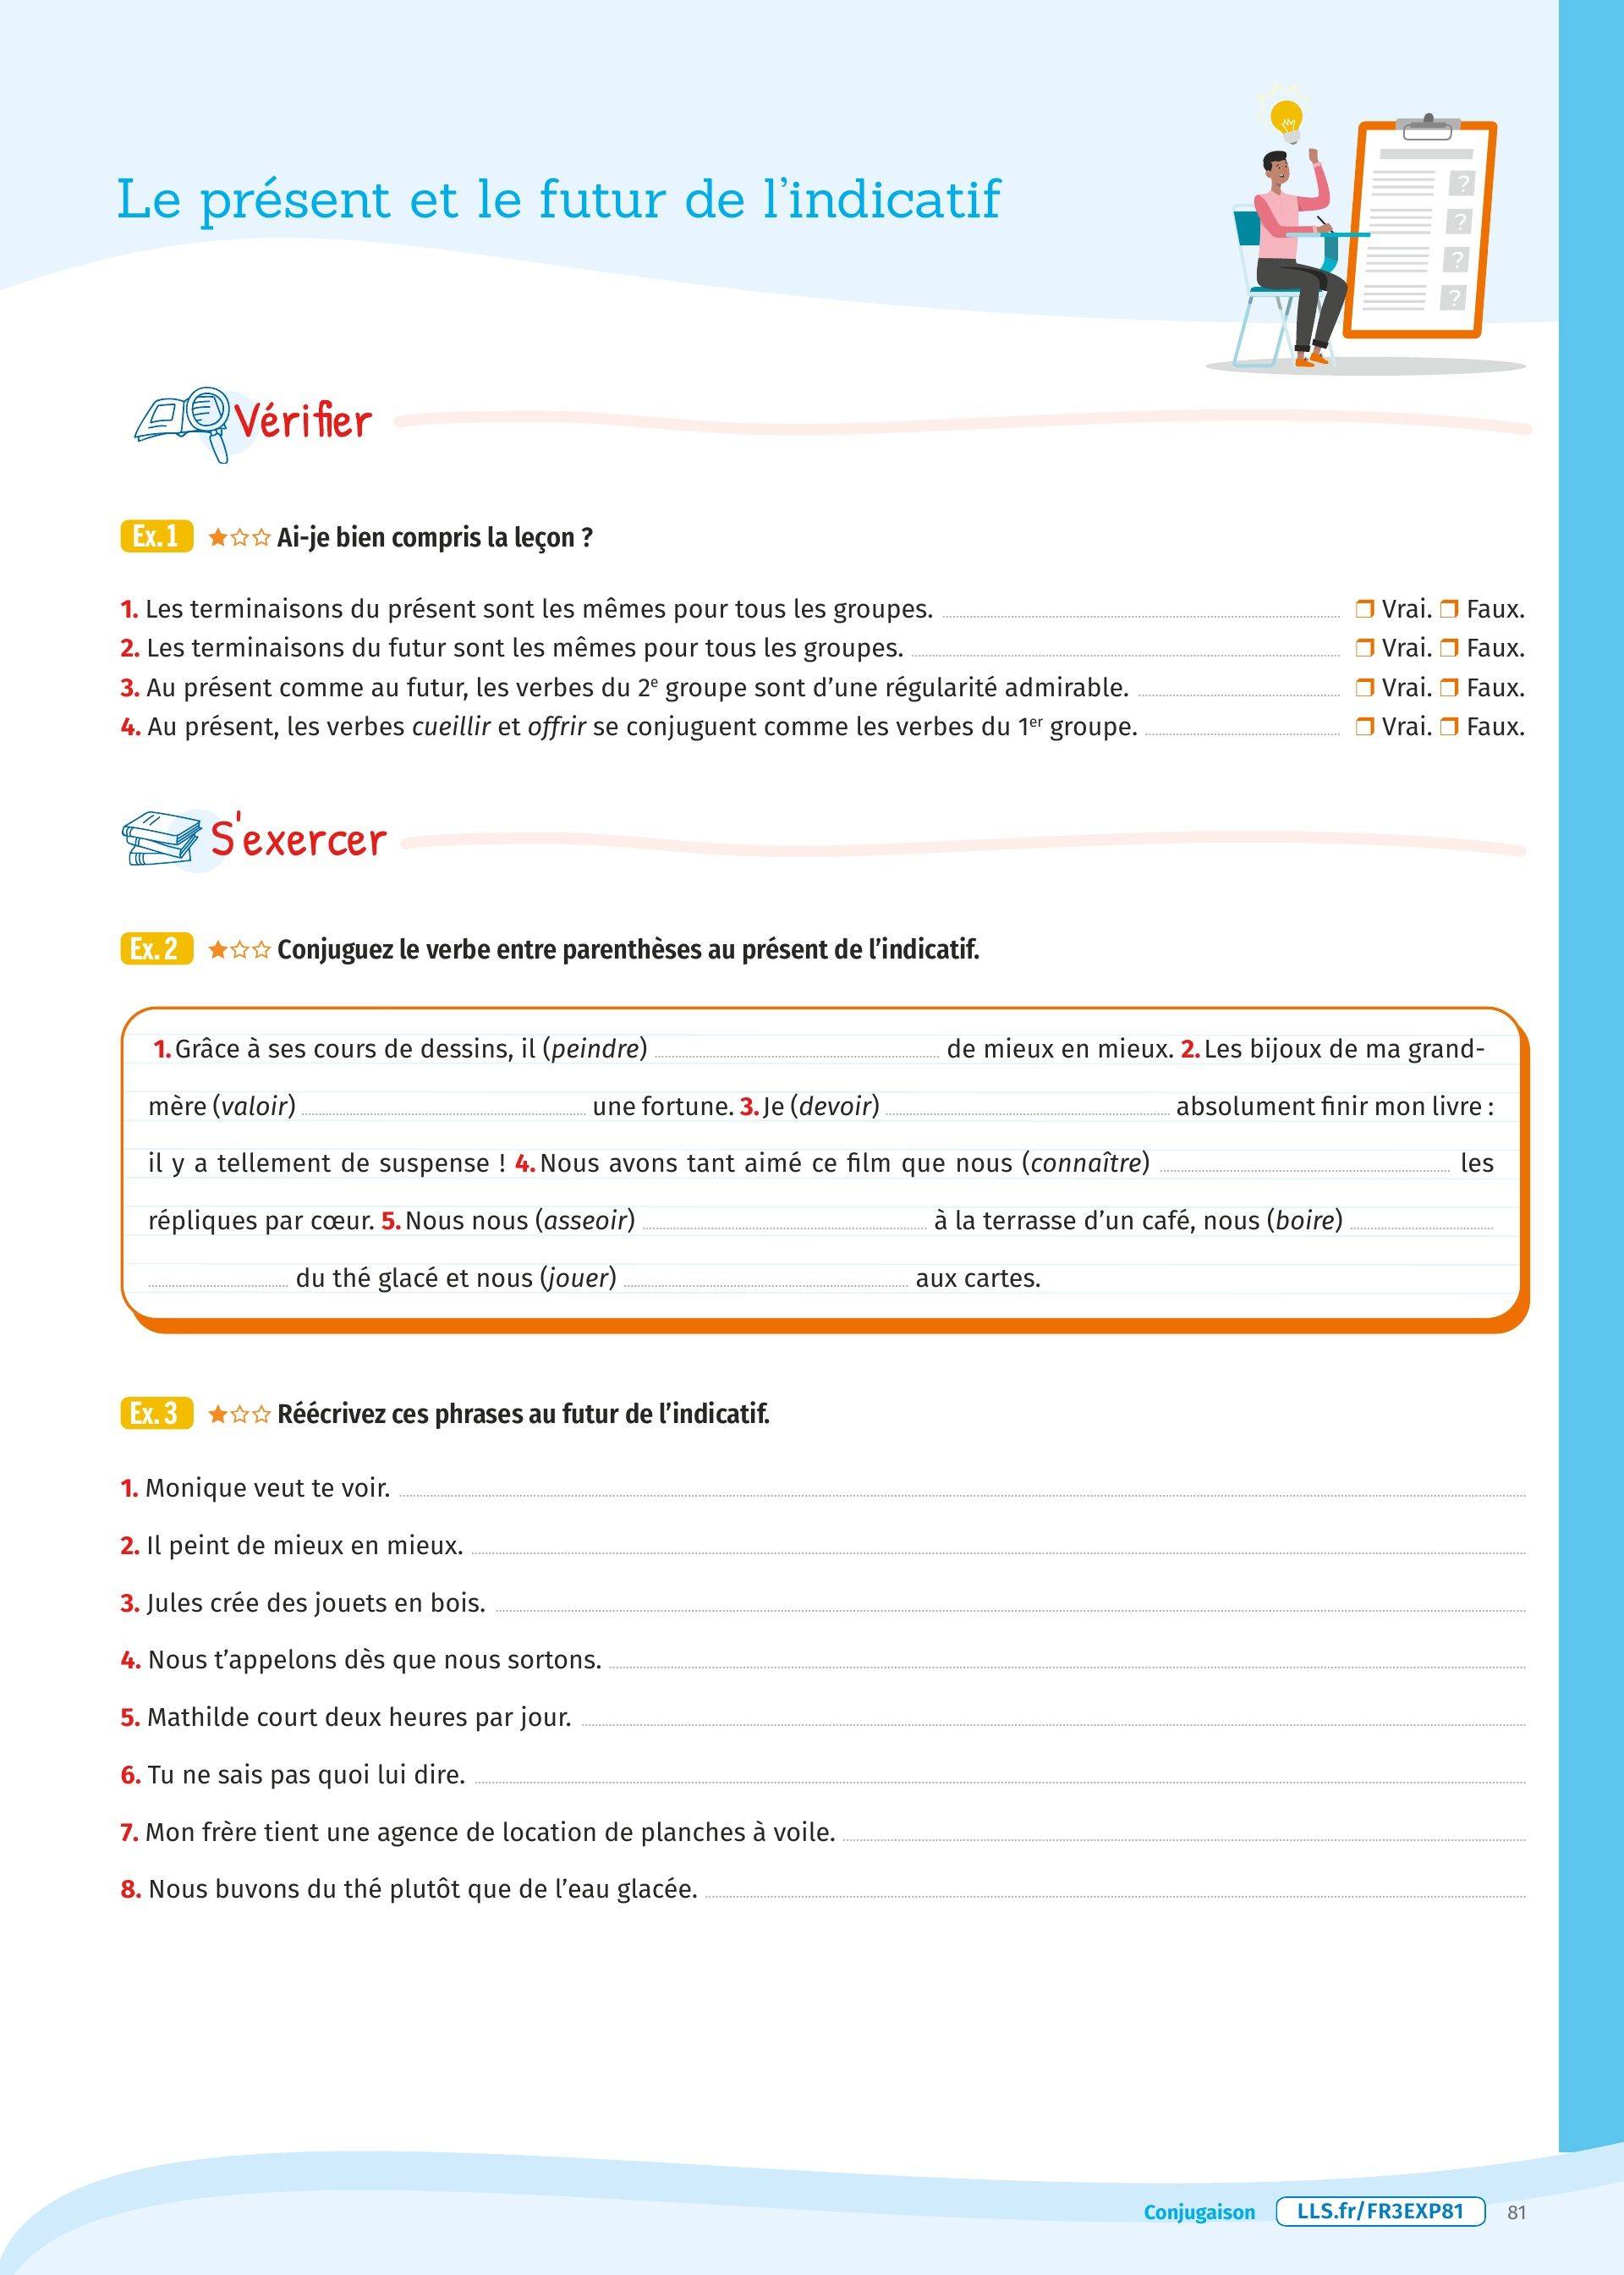 Le présent et le futur de l’indicatif
Vérifier
Ex. 1 Ai-je bien compris la leçon ?
1. Les terminaisons du présent sont les mêmes pour tous les groupes. ❐ Vrai. ❐ Faux.
2. Les terminaisons du futur sont les mêmes pour tous les groupes. ❐ Vrai. ❐ Faux.
3. Au présent comme au futur, les verbes du 2e groupe sont d’une régularité admirable. ❐ Vrai. ❐ Faux.
4. Au présent, les verbes cueillir et offrir se conjuguent comme les verbes du 1er groupe. ❐ Vrai. ❐ Faux.
S'exercer
Ex. 2 Conjuguez le verbe entre parenthèses au présent de l’indicatif.
1. Grâce à ses cours de dessins, il (peindre) de mieux en mieux. 2. Les bijoux de ma grand-
mère (valoir) une fortune. 3. Je (devoir) absolument finir mon livre :
il y a tellement de suspense ! 4. Nous avons tant aimé ce film que nous (connaître) les
répliques par cœur. 5. Nous nous (asseoir) à la terrasse d’un café, nous (boire)
du thé glacé et nous (jouer) aux cartes.
Ex. 3 Réécrivez ces phrases au futur de l’indicatif.
1. Monique veut te voir.
2. Il peint de mieux en mieux.
3. Jules crée des jouets en bois.
4. Nous t’appelons dès que nous sortons.
5. Mathilde court deux heures par jour.
6. Tu ne sais pas quoi lui dire.
7. Mon frère tient une agence de location de planches à voile.
8. Nous buvons du thé plutôt que de l’eau glacée.
Conjugaison LLS.fr/FR3EXP81 81